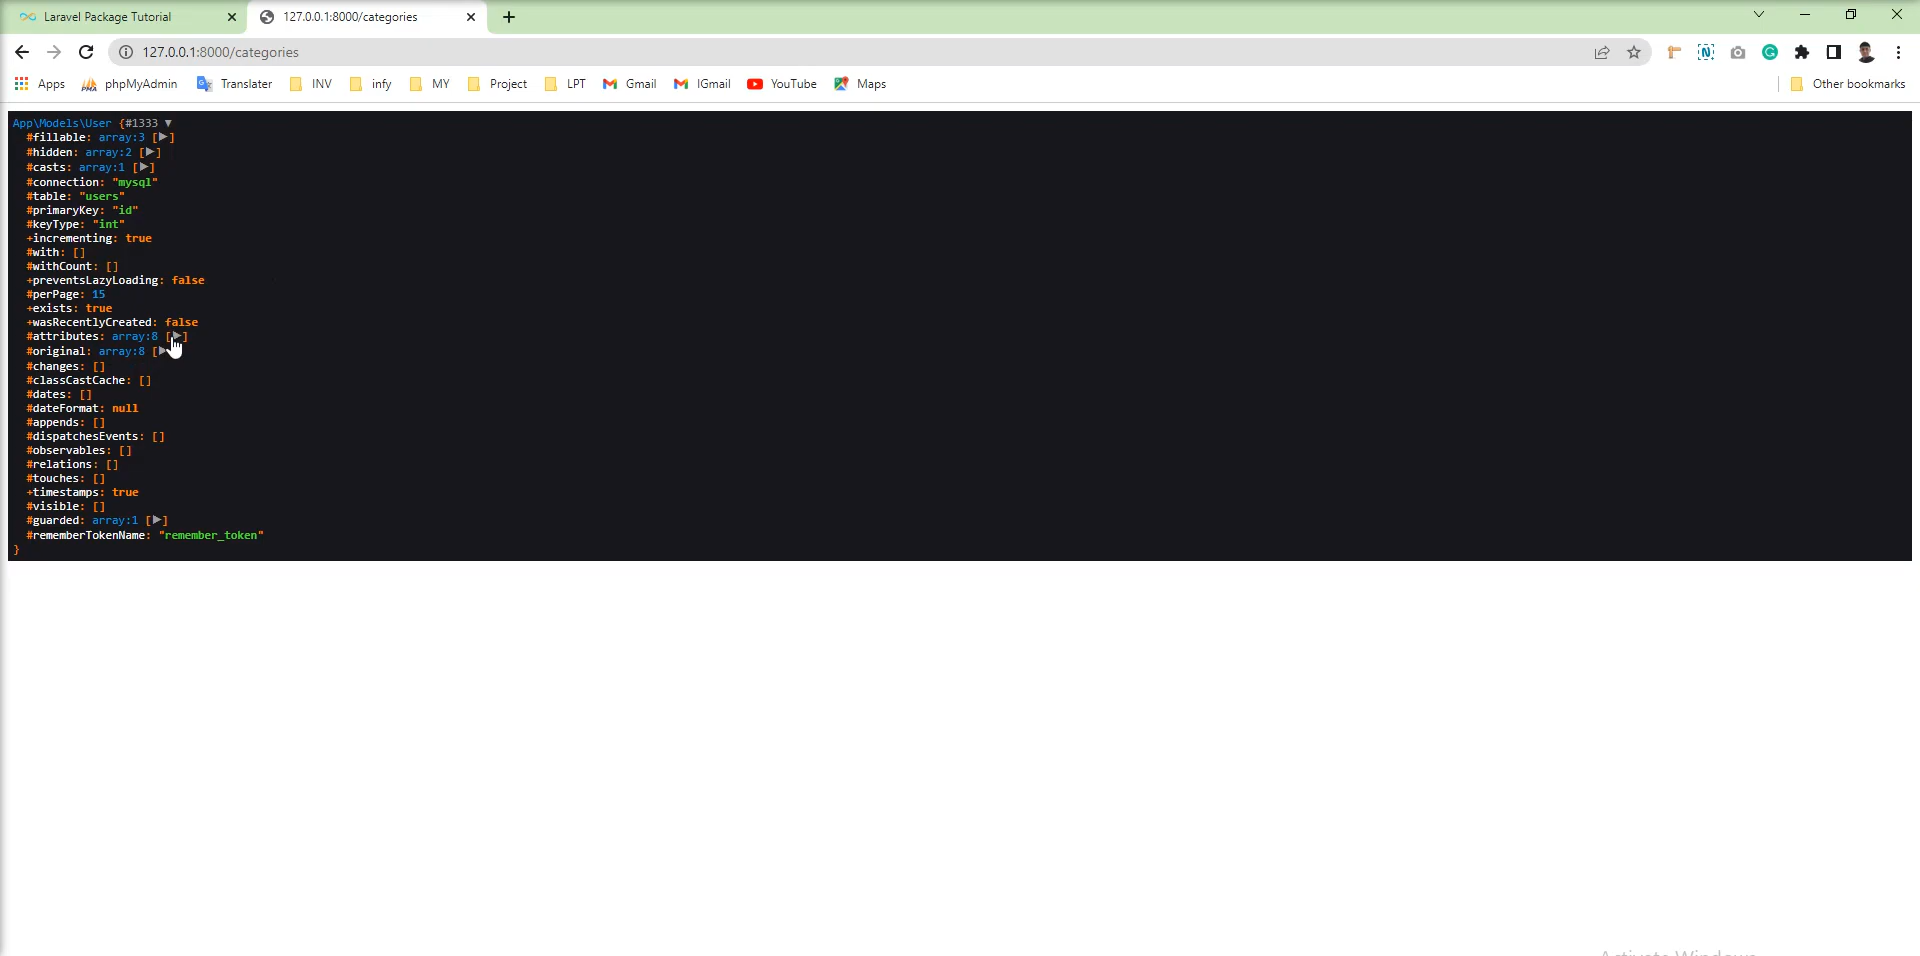 Laravel Package Tutorial
127.0.0.1:8000/categories
127.0.0.1:8000/categories
Apps phpMyAdmin Translater INV infy MY Project LPT Gmail IGmail YouTube Maps Other bookmarks
App\Models\User {#1333 ▼
#fillable: array:3 [▶]
#hidden: array:2 [▶]
#casts: array:1 [▶]
#connection: "mysql"
#table: "users"
#primaryKey: "id"
#keyType: "int"
+incrementing: true
#with: []
#withCount: []
+preventsLazyLoading: false
#perPage: 15
+exists: true
+wasRecentlyCreated: false
#attributes: array:8 [▶]
#original: array:8 [▶
#changes: []
#classCastCache: []
#dates: []
#dateFormat: null
#appends: []
#dispatchesEvents: []
#observables: []
#relations: []
#touches: []
+timestamps: true
#visible: []
#guarded: array:1 [▶]
#rememberTokenName: "remember_token"
}